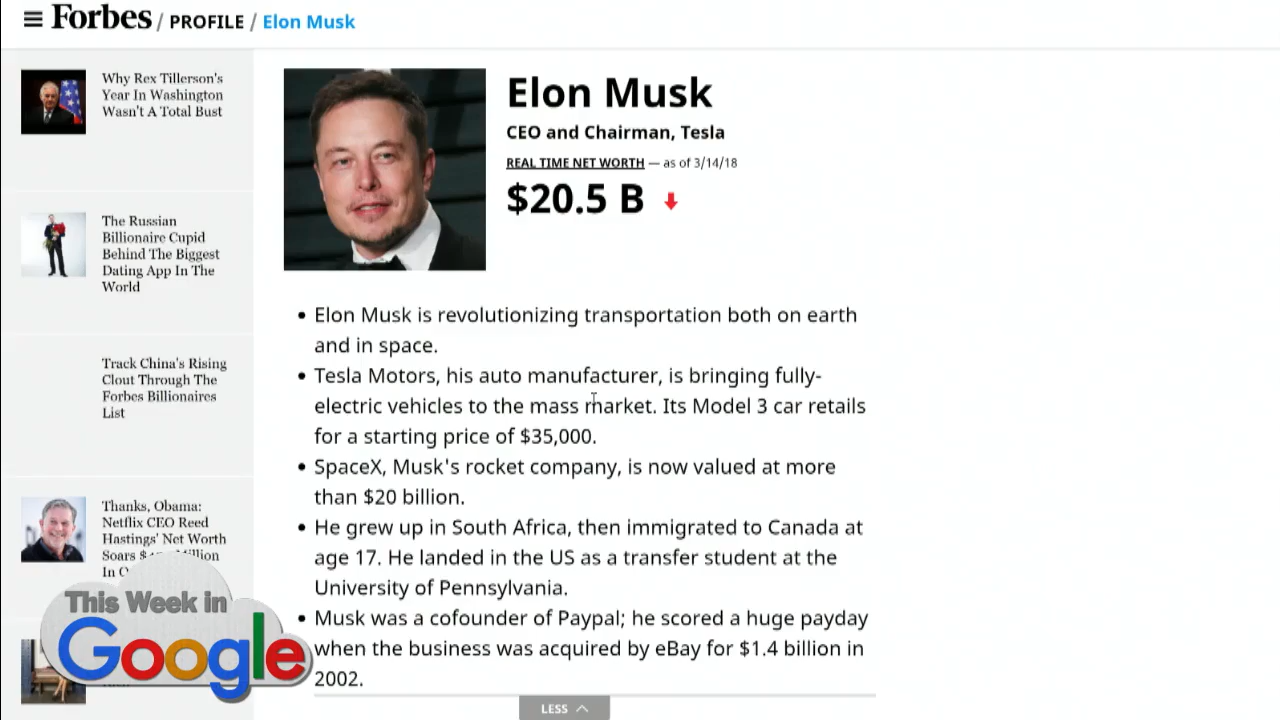 Forbes / PROFILE / Elon Musk
Why Rex Tillerson's
Year In Washington
Wasn't A Total Bust
The Russian
Billionaire Cupid
Behind The Biggest
Dating App In The
World
Track China's Rising
Clout Through The
Forbes Billionaires
List
Thanks, Obama:
Netflix CEO Reed
Hastings' Net Worth
Soars
In
Elon Musk
CEO and Chairman, Tesla
REAL TIME NET WORTH — as of 3/14/18
$20.5 B
• Elon Musk is revolutionizing transportation both on earth
and in space.
• Tesla Motors, his auto manufacturer, is bringing fully-
electric vehicles to the mass market. Its Model 3 car retails
for a starting price of $35,000.
• SpaceX, Musk's rocket company, is now valued at more
than $20 billion.
• He grew up in South Africa, then immigrated to Canada at
age 17. He landed in the US as a transfer student at the
University of Pennsylvania.
• Musk was a cofounder of Paypal; he scored a huge payday
when the business was acquired by eBay for $1.4 billion in
2002.
LESS
This Week in
Google